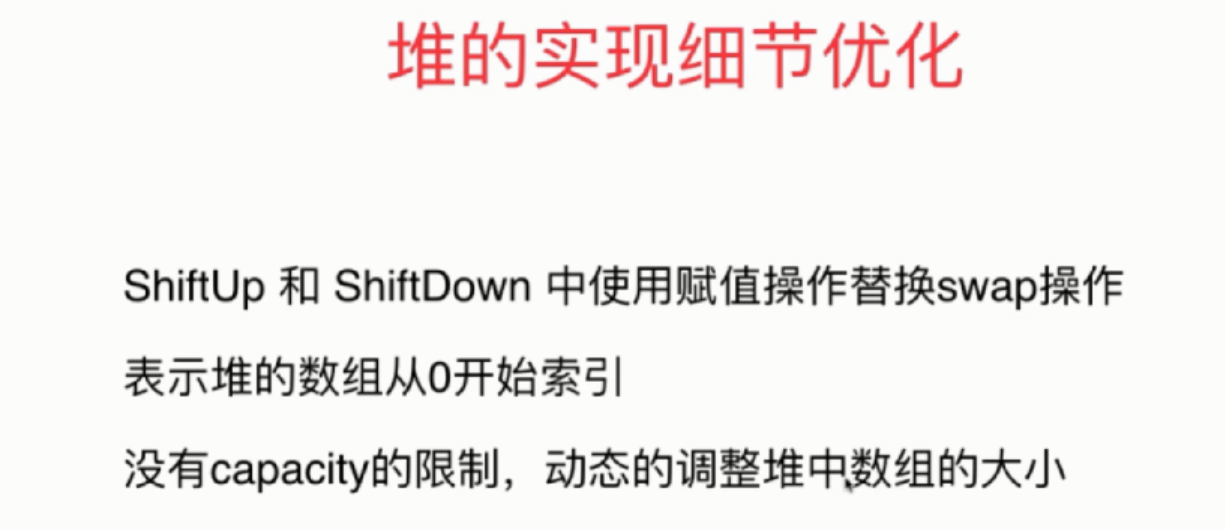 堆的实现细节优化
ShiftUp 和 ShiftDown 中使用赋值操作替换swap操作
表示堆的数组从0开始索引
没有capacity的限制，动态的调整堆中数组的大小